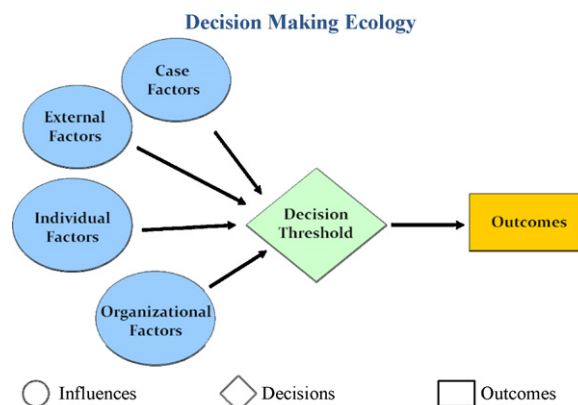 Decision Making Ecology
Case
Factors
External
Factors
Individual
Factors
Organizational
Factors
Decision
Threshold
Outcomes
Influences
Decisions
Outcomes